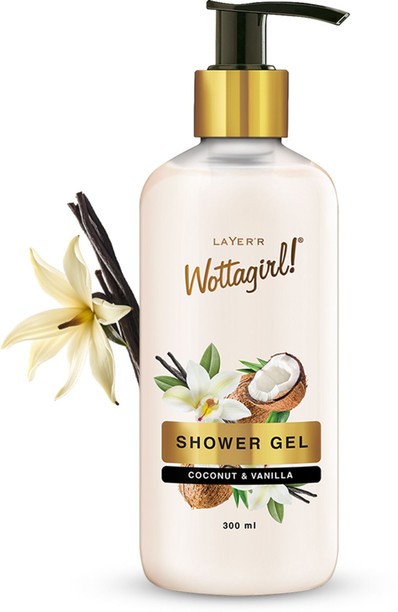 LAYER'R
Wottagirl!®
SHOWER GEL
COCONUT & VANILLA
300 ml